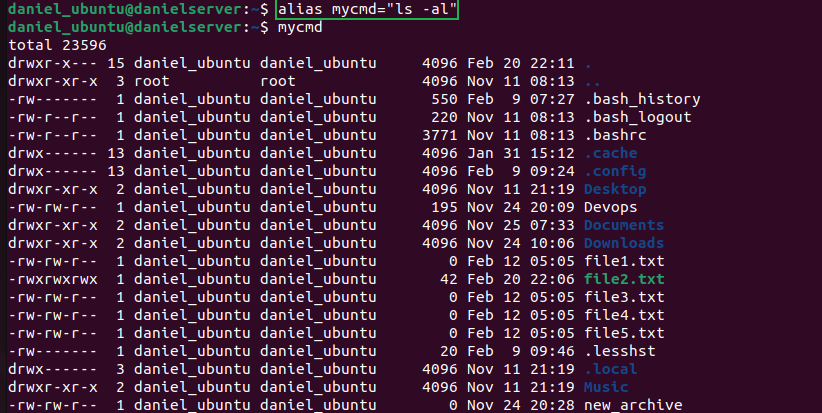 daniel_ubuntu@danielserver:~$ alias mycmd="ls -al"
daniel_ubuntu@danielserver:~$ mycmd
total 23596
drwxr-x--- 15 daniel_ubuntu daniel_ubuntu     4096 Feb 20 22:11 .
drwxr-xr-x  3 root          root              4096 Nov 11 08:13 ..
-rw-------  1 daniel_ubuntu daniel_ubuntu      550 Feb  9 07:27 .bash_history
-rw-r--r--  1 daniel_ubuntu daniel_ubuntu      220 Nov 11 08:13 .bash_logout
-rw-r--r--  1 daniel_ubuntu daniel_ubuntu     3771 Nov 11 08:13 .bashrc
drwx------ 13 daniel_ubuntu daniel_ubuntu     4096 Jan 31 15:12 .cache
drwx------ 13 daniel_ubuntu daniel_ubuntu     4096 Feb  9 09:24 .config
drwxr-xr-x  2 daniel_ubuntu daniel_ubuntu     4096 Nov 11 21:19 Desktop
-rw-rw-r--  1 daniel_ubuntu daniel_ubuntu      195 Nov 24 20:09 Devops
drwxr-xr-x  2 daniel_ubuntu daniel_ubuntu     4096 Nov 25 07:33 Documents
drwxr-xr-x  2 daniel_ubuntu daniel_ubuntu     4096 Nov 24 10:06 Downloads
-rw-rw-r--  1 daniel_ubuntu daniel_ubuntu        0 Feb 12 05:05 file1.txt
-rwxrwxrwx  1 daniel_ubuntu daniel_ubuntu       42 Feb 20 22:06 file2.txt
-rw-rw-r--  1 daniel_ubuntu daniel_ubuntu        0 Feb 12 05:05 file3.txt
-rw-rw-r--  1 daniel_ubuntu daniel_ubuntu        0 Feb 12 05:05 file4.txt
-rw-rw-r--  1 daniel_ubuntu daniel_ubuntu        0 Feb 12 05:05 file5.txt
-rw-------  1 daniel_ubuntu daniel_ubuntu       20 Feb  9 09:46 .lesshst
drwx------  3 daniel_ubuntu daniel_ubuntu     4096 Nov 11 21:19 .local
drwxr-xr-x  2 daniel_ubuntu daniel_ubuntu     4096 Nov 11 21:19 Music
-rw-rw-r--  1 daniel_ubuntu daniel_ubuntu        0 Nov 24 20:28 new_archive